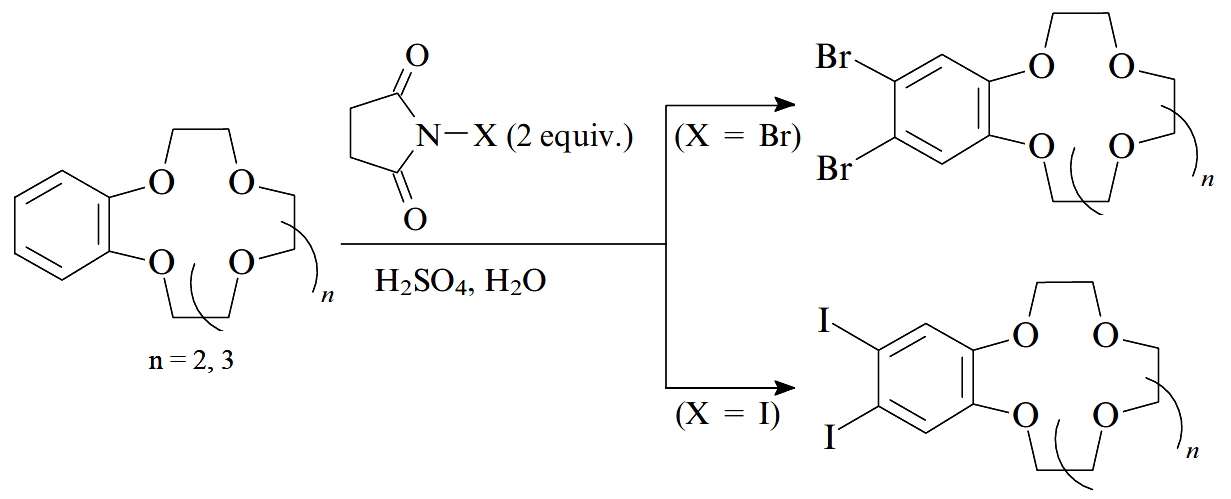 O
N−X (2 equiv.)
O
O O
O O
n
n = 2, 3
H₂SO₄, H₂O
(X = Br)
Br
Br
O O
O O
n
(X = I)
I
I
O O
O O
n